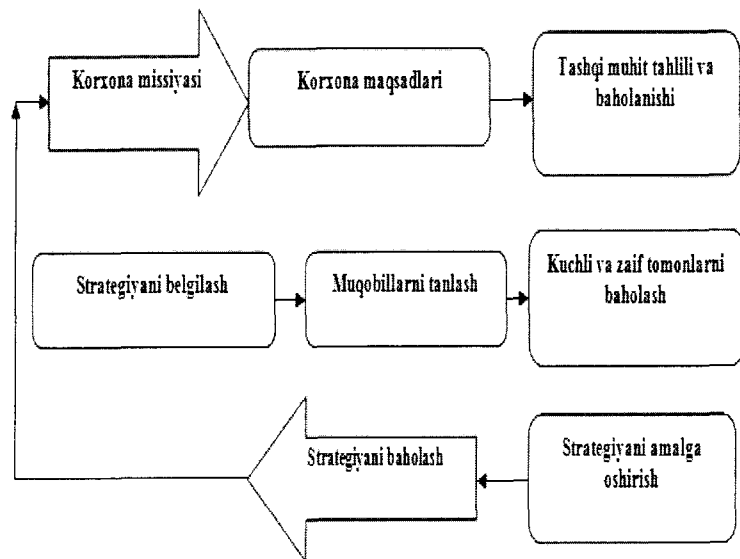 Korxona missiyasi
Korxona maqsadlari
Tashqi muhit tahlili va
baholanishi
Strategiyani belgilash
Muqobillarni tanlash
Kuchli va zaif tomonlarni
baholash
Strategiyani baholash
Strategiyani amalga
oshirish